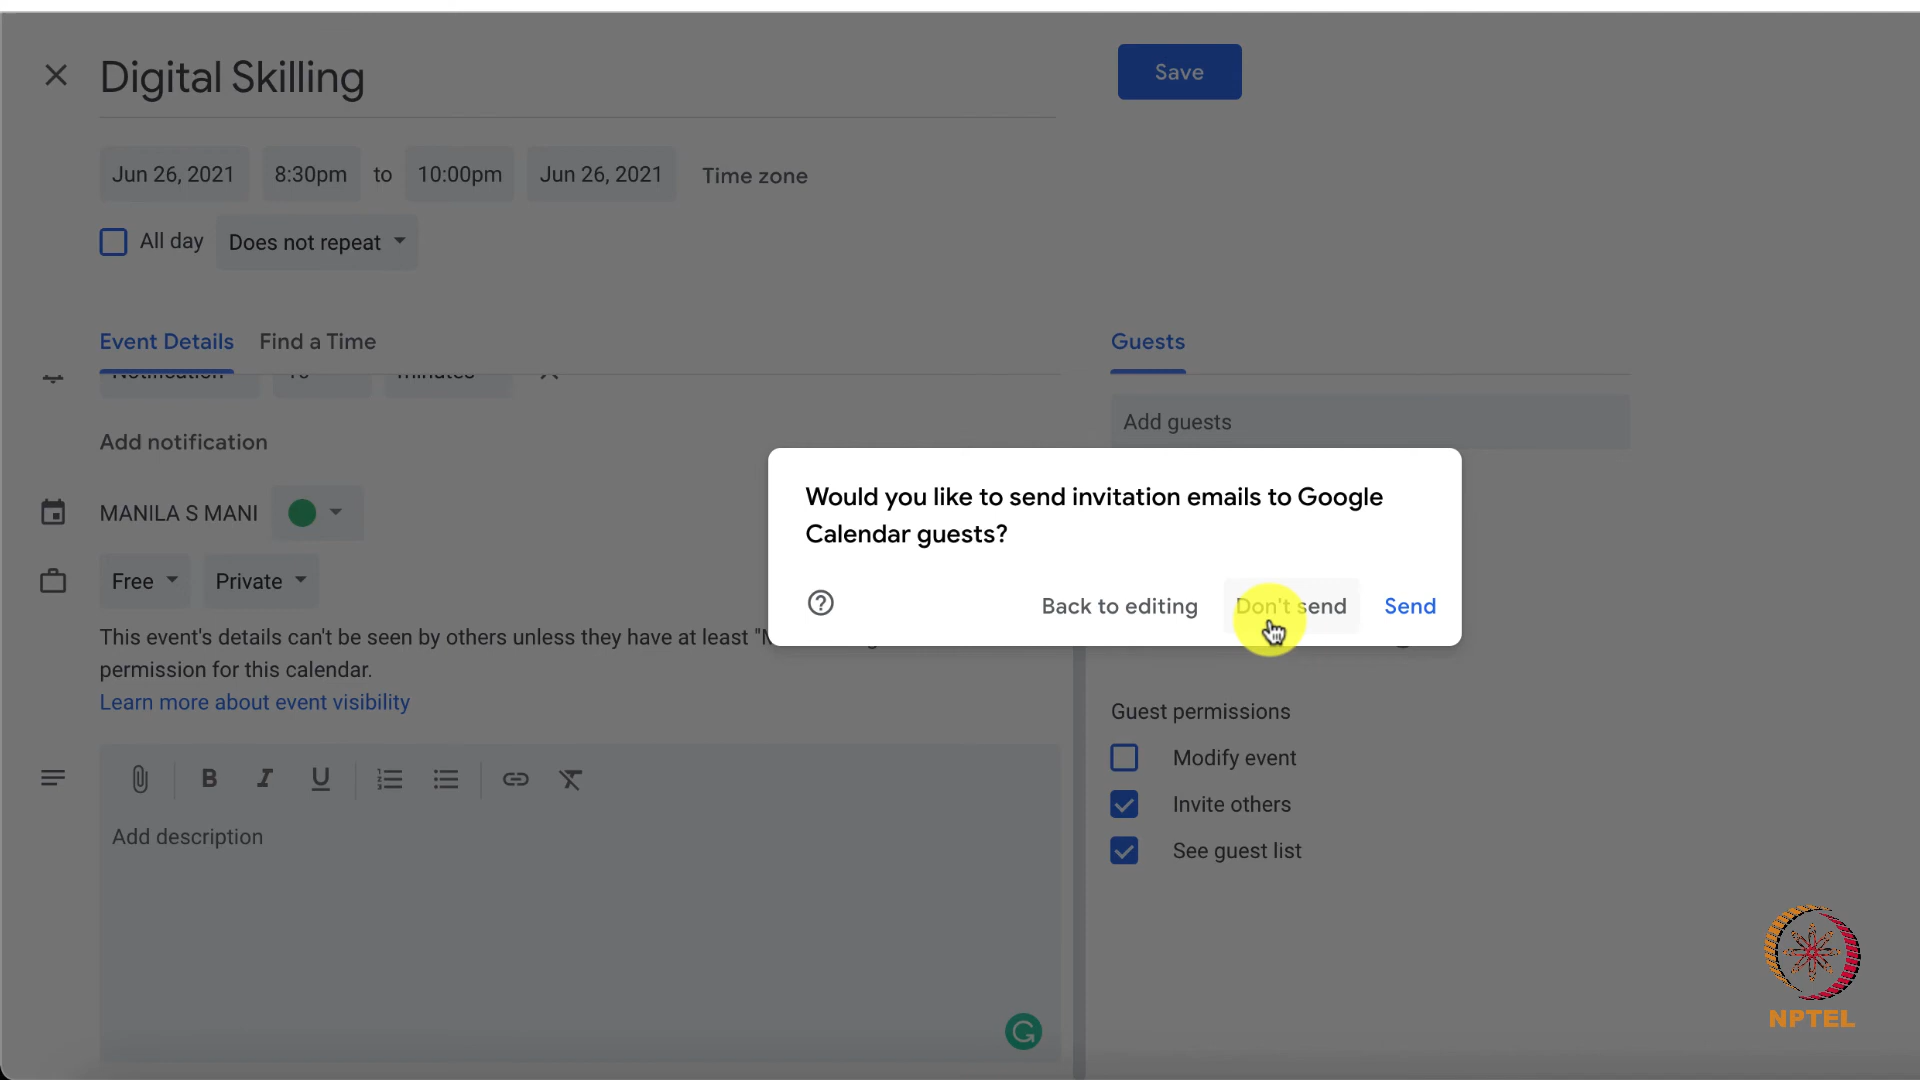 Digital Skilling
Save
Jun 26, 2021 8:30pm to 10:00pm Jun 26, 2021 Time zone
All day Does not repeat
Event Details Find a Time
Guests
Notification 10 minutes
Add guests
Add notification
MANILA S MANI
Would you like to send invitation emails to Google
Calendar guests?
Back to editing Don't send Send
Free Private
This event's details can't be seen by others unless they have at least
permission for this calendar.
Learn more about event visibility
Guest permissions
Modify event
Invite others
See guest list
B I U
Add description
NPTEL